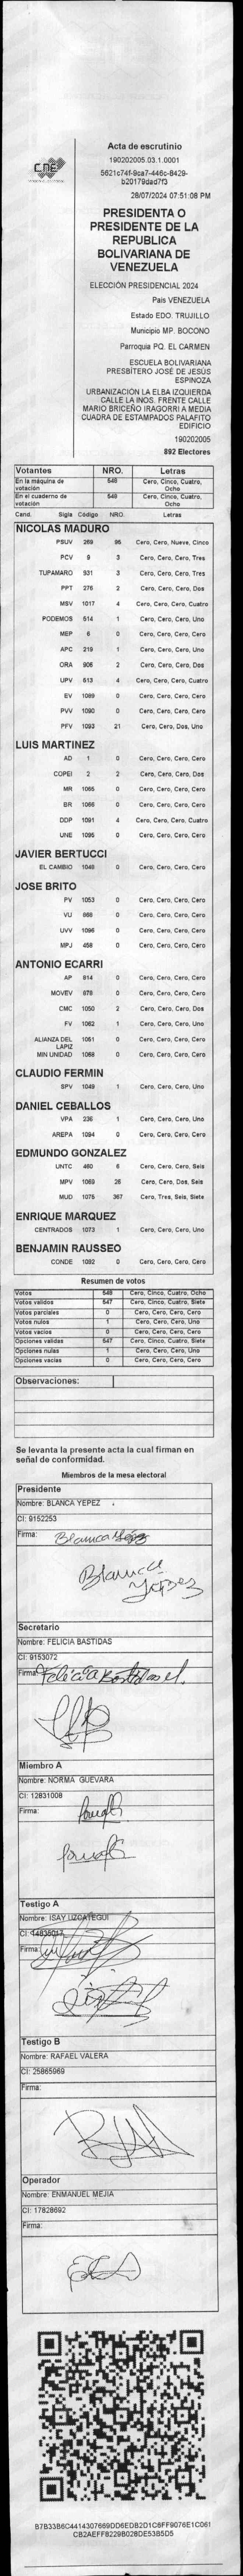 CNE
Acta de escrutinio
190202005.03.1.0001
5621c74f-9ca7-446c-8429-
b20179dad7f3
28/07/2024 07:51:08 PM
PRESIDENTA O
PRESIDENTE DE LA
REPUBLICA
BOLIVARIANA DE
VENEZUELA
ELECCIÓN PRESIDENCIAL 2024
País VENEZUELA
Estado EDO. TRUJILLO
Municipio MP. BOCONO
Parroquia PQ. EL CARMEN
ESCUELA BOLIVARIANA
PRESBÍTERO JOSÉ DE JESÚS
ESPINOZA
URBANIZACIÓN LA ELBA IZQUIERDA
CALLE LA INOS. FRENTE CALLE
MARIO BRICEÑO IRAGORRI A MEDIA
CUADRA DE ESTAMPADOS PALAFITO
EDIFICIO
190202005
892 Electores
Votantes NRO. Letras
En la máquina de votación 548 Cero, Cinco, Cuatro, Ocho
En el cuaderno de votación 548 Cero, Cinco, Cuatro, Ocho
Cand. Sigla Código NRO. Letras
NICOLAS MADURO
PSUV 269 95 Cero, Cero, Nueve, Cinco
PCV 9 3 Cero, Cero, Cero, Tres
TUPAMARO 531 3 Cero, Cero, Cero, Tres
PPT 276 2 Cero, Cero, Cero, Dos
MSV 1017 4 Cero, Cero, Cero, Cuatro
PODEMOS 514 1 Cero, Cero, Cero, Uno
MEP 6 0 Cero, Cero, Cero, Cero
APC 219 1 Cero, Cero, Cero, Uno
ORA 906 2 Cero, Cero, Cero, Dos
UPV 513 4 Cero, Cero, Cero, Cuatro
EV 1089 0 Cero, Cero, Cero, Cero
PVV 1090 0 Cero, Cero, Cero, Cero
PFV 1093 21 Cero, Cero, Dos, Uno
LUIS MARTINEZ
AD 1 0 Cero, Cero, Cero, Cero
COPEI 2 2 Cero, Cero, Cero, Dos
MR 1065 0 Cero, Cero, Cero, Cero
BR 1066 0 Cero, Cero, Cero, Cero
DDP 1091 4 Cero, Cero, Cero, Cuatro
UNE 1095 0 Cero, Cero, Cero, Cero
JAVIER BERTUCCI
EL CAMBIO 1048 0 Cero, Cero, Cero, Cero
JOSE BRITO
PV 1053 0 Cero, Cero, Cero, Cero
VU 868 0 Cero, Cero, Cero, Cero
UVV 1096 0 Cero, Cero, Cero, Cero
MPJ 458 0 Cero, Cero, Cero, Cero
ANTONIO ECARRI
AP 814 0 Cero, Cero, Cero, Cero
MOVEV 878 0 Cero, Cero, Cero, Cero
CMC 1050 2 Cero, Cero, Cero, Dos
FV 1062 1 Cero, Cero, Cero, Uno
ALIANZA DEL LAPIZ 1061 0 Cero, Cero, Cero, Cero
MIN UNIDAD 1068 0 Cero, Cero, Cero, Cero
CLAUDIO FERMIN
SPV 1049 1 Cero, Cero, Cero, Uno
DANIEL CEBALLOS
VPA 236 1 Cero, Cero, Cero, Uno
AREPA 1094 0 Cero, Cero, Cero, Cero
EDMUNDO GONZALEZ
UNTC 460 6 Cero, Cero, Cero, Seis
MPV 1069 26 Cero, Cero, Dos, Seis
MUD 1075 367 Cero, Tres, Seis, Siete
ENRIQUE MARQUEZ
CENTRADOS 1073 1 Cero, Cero, Cero, Uno
BENJAMIN RAUSSEO
CONDE 1092 0 Cero, Cero, Cero, Cero
Resumen de votos
Votos 548 Cero, Cinco, Cuatro, Ocho
Votos validos 547 Cero, Cinco, Cuatro, Siete
Votos parciales 0 Cero, Cero, Cero, Cero
Votos nulos 1 Cero, Cero, Cero, Uno
Votos vacios 0 Cero, Cero, Cero, Cero
Opciones validas 547 Cero, Cinco, Cuatro, Siete
Opciones nulas 1 Cero, Cero, Cero, Uno
Opciones vacias 0 Cero, Cero, Cero, Cero
Observaciones:
Se levanta la presente acta la cual firman en
señal de conformidad.
Miembros de la mesa electoral
Presidente
Nombre: BLANCA YEPEZ
CI: 9152253
Firma: Blanca Yépez
Blanca
Yépez
Secretario
Nombre: FELICIA BASTIDAS
CI: 9153072
Firma: Felicia Bastidas
Miembro A
Nombre: NORMA GUEVARA
CI: 12831008
Firma:
Testigo A
Nombre: ISAY UZCATEGUI
CI:
Firma:
Testigo B
Nombre: RAFAEL VALERA
CI: 25865969
Firma:
Operador
Nombre: ENMANUEL MEJIA
CI: 17828692
Firma:
B7B33B6C4414307669DD6EDB2D1C6FF9076E1C061
CB2AEFF8229B028DE53B5D5